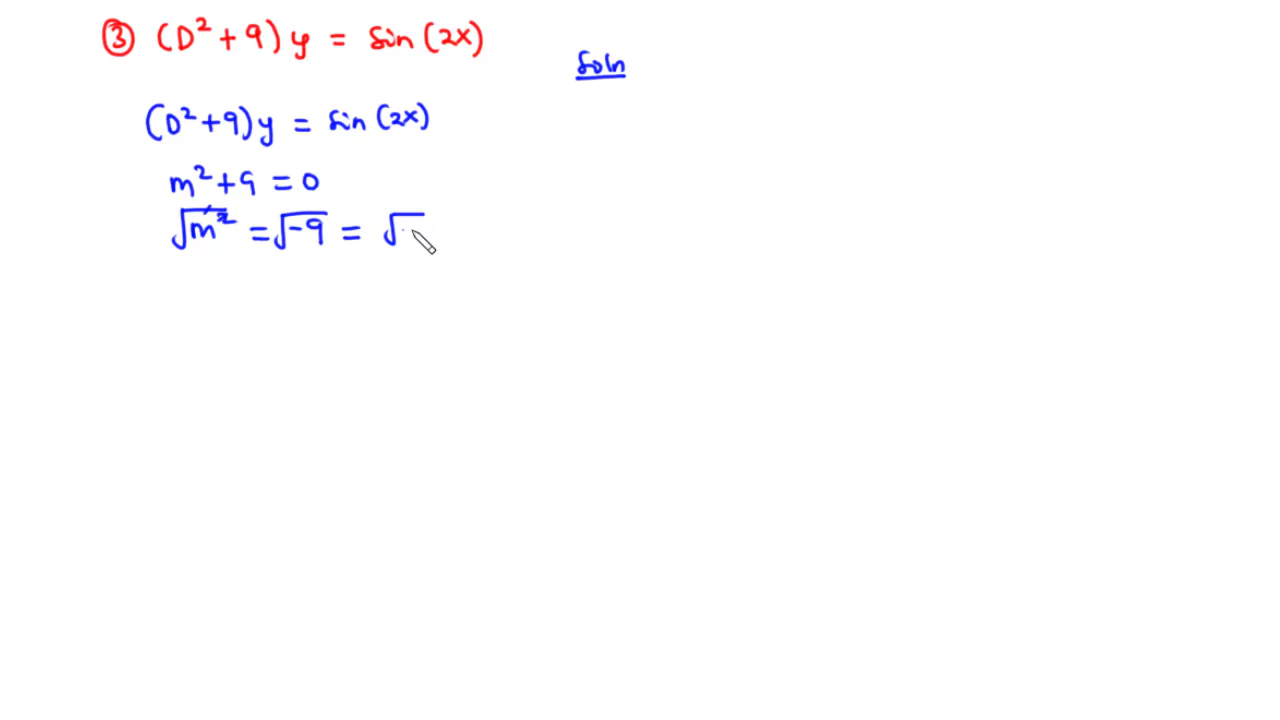 ③ (D² + 9) y = sin (2x)
Soln
(D² + 9) y = sin (2x)
m² + 9 = 0
√m² = √-9 = √